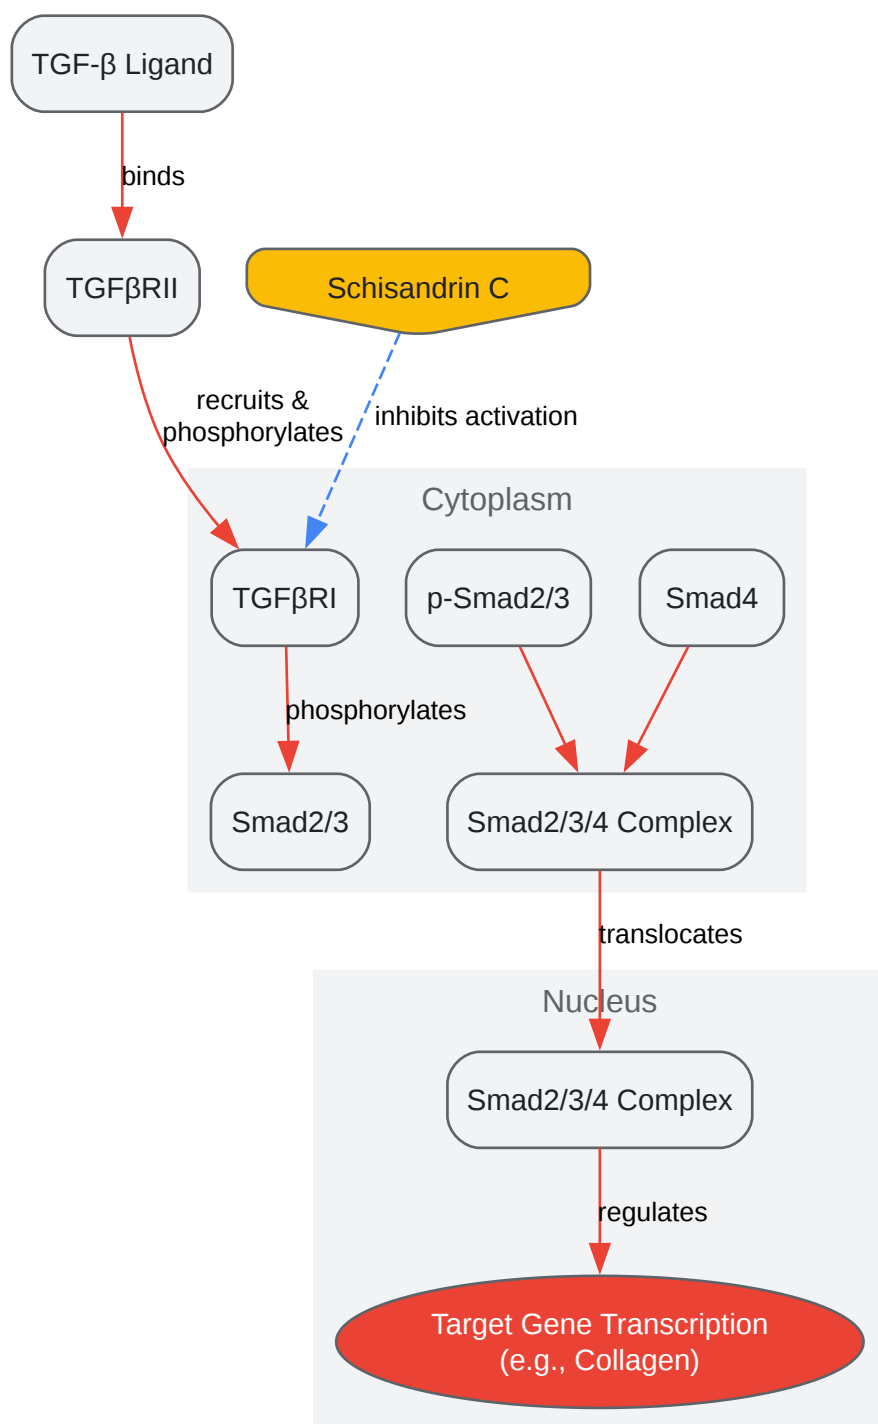 TGF-β Ligand
binds
TGFβRII
Schisandrin C
recruits &
phosphorylates
inhibits activation
Cytoplasm
TGFβRI
p-Smad2/3
Smad4
phosphorylates
Smad2/3
Smad2/3/4 Complex
translocates
Nucleus
Smad2/3/4 Complex
regulates
Target Gene Transcription
(e.g., Collagen)